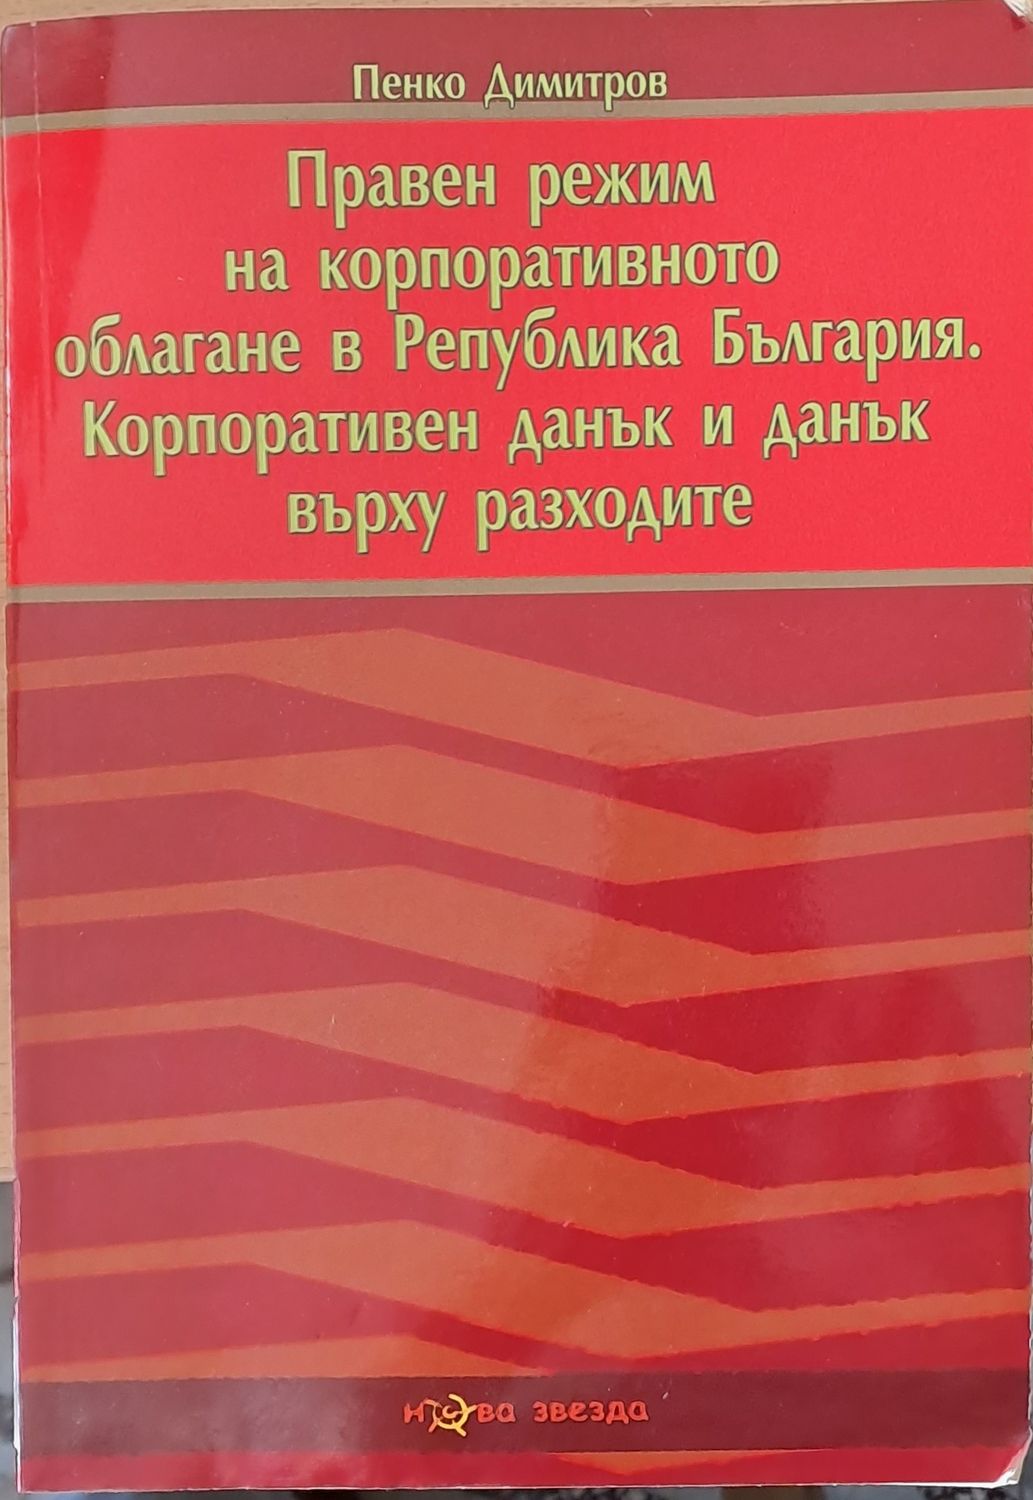 Пенко Димитров
Правен режим
на корпоративното
облагане в Република България.
Корпоративен данък и данък
върху разходите
нова звезда